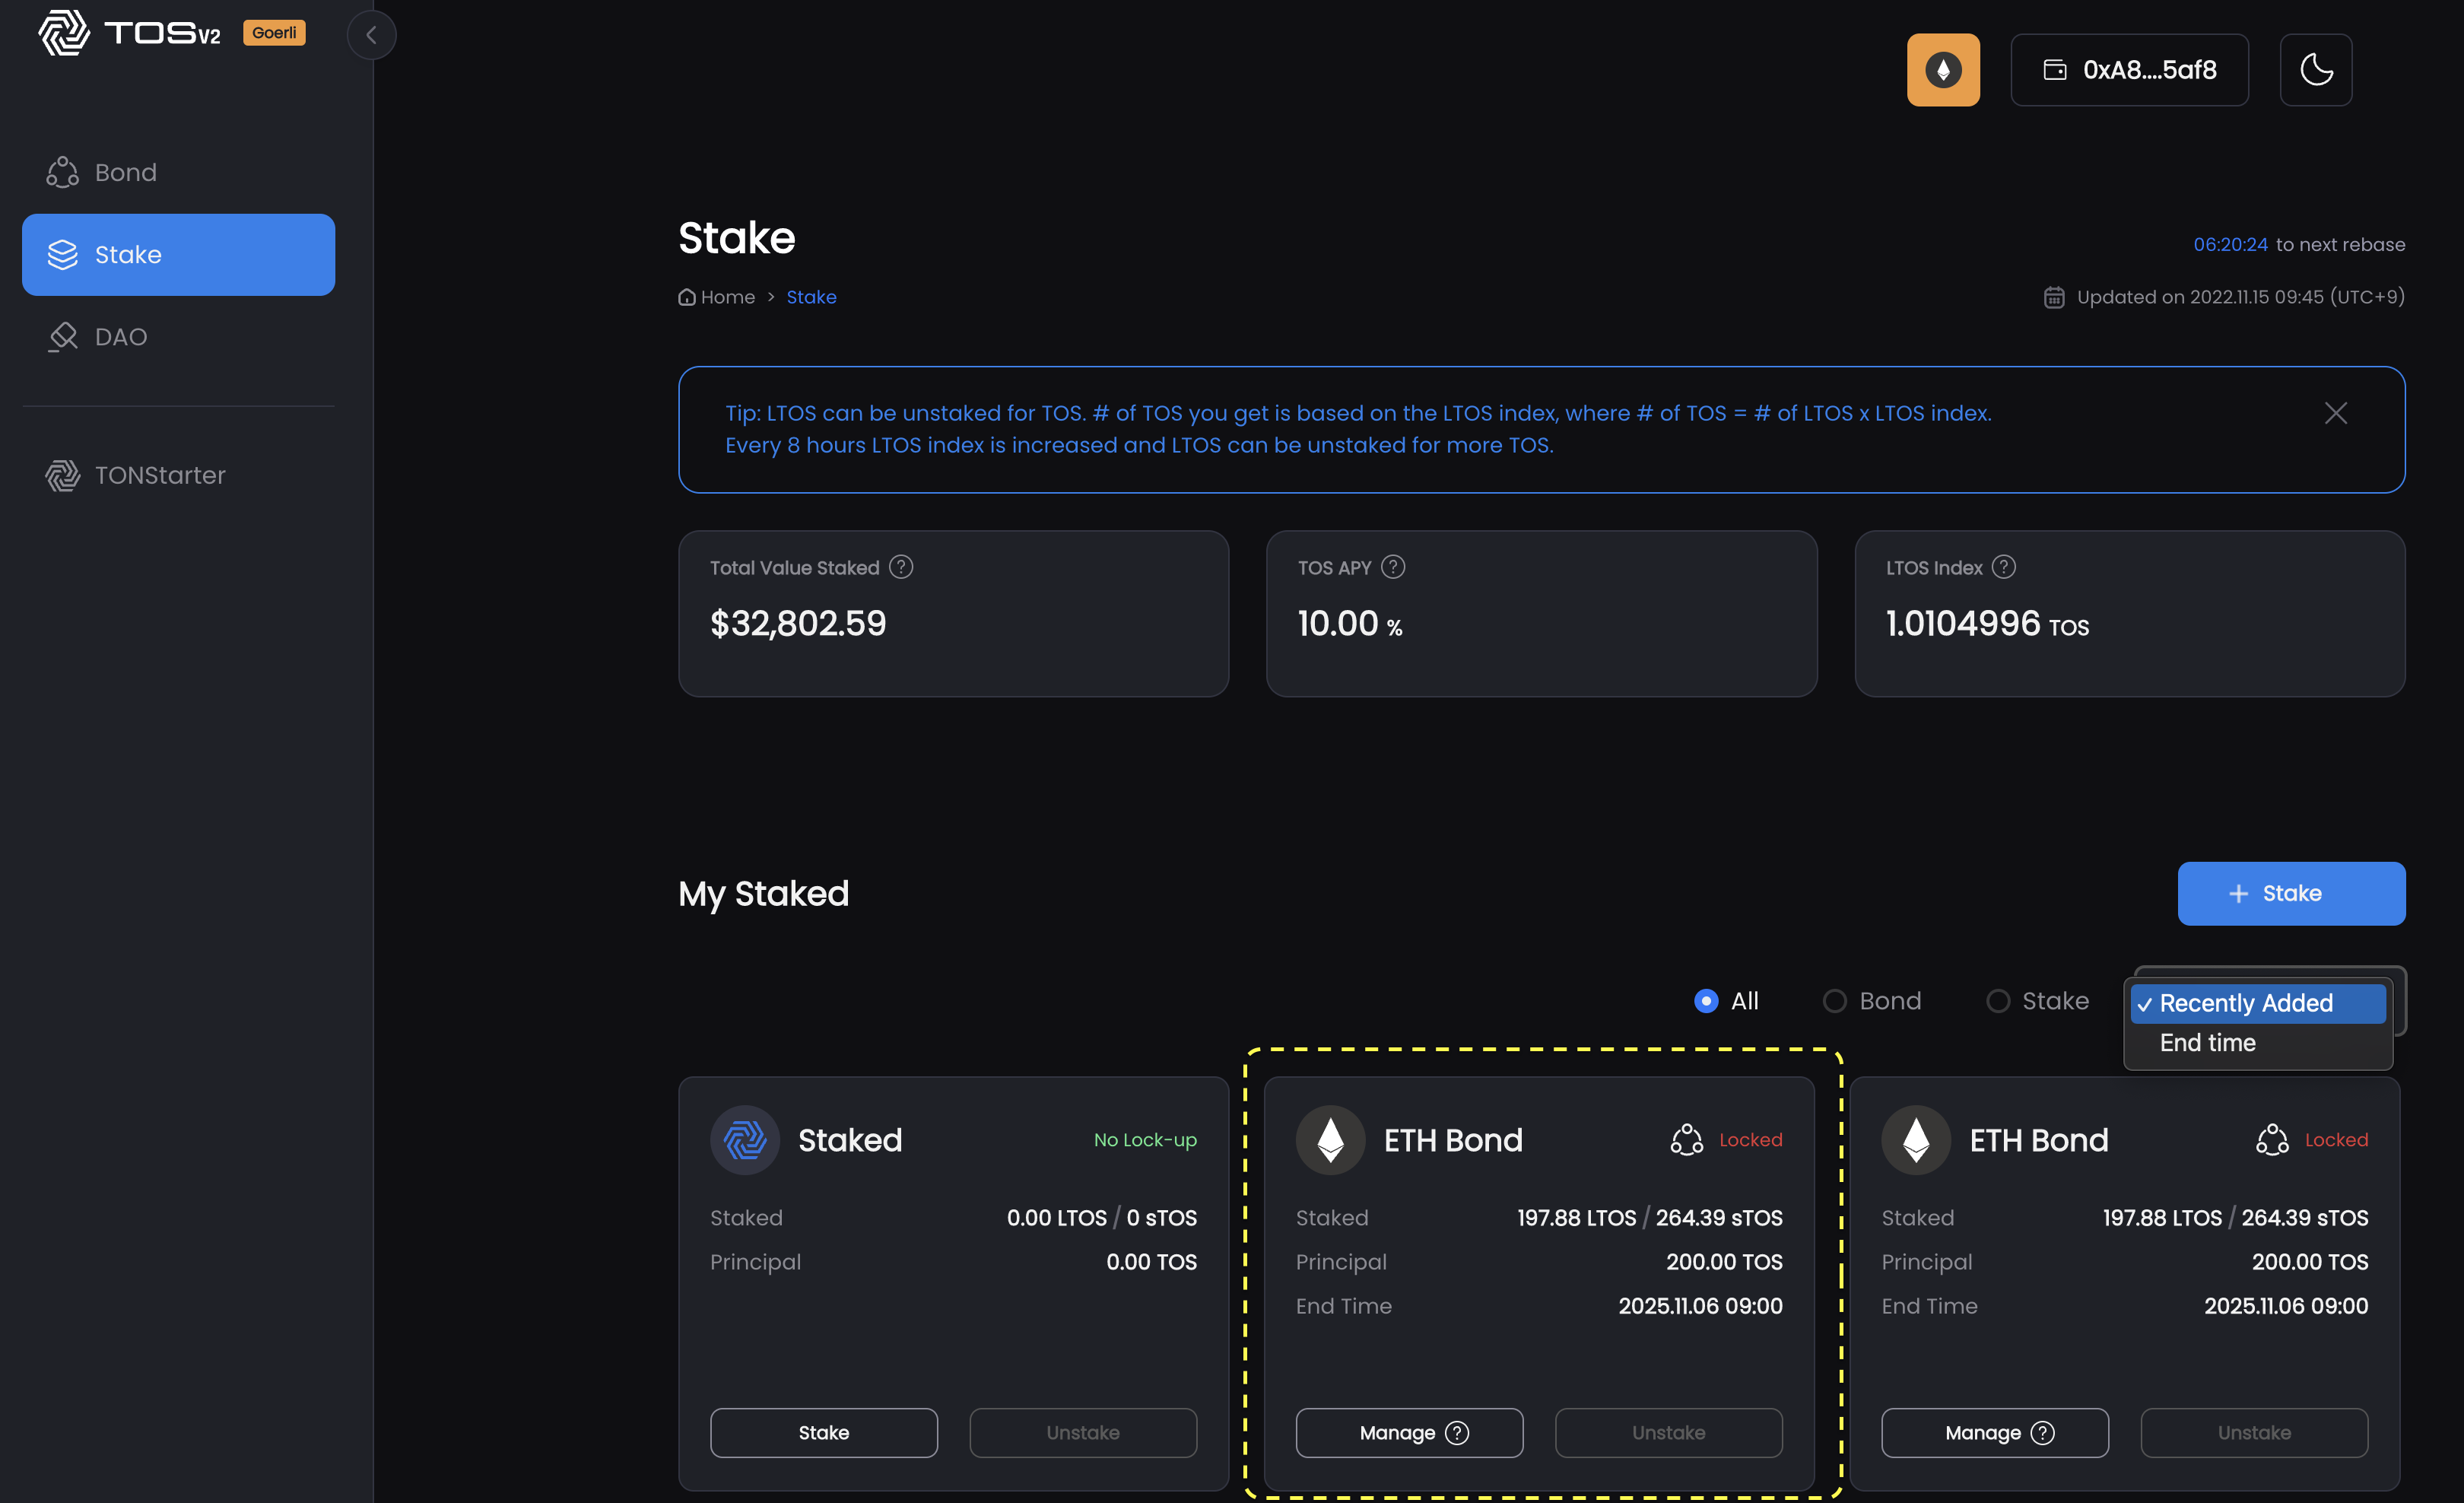 TOSV2 Goerli
0xA8....5af8
Bond
Stake
DAO
TONStarter
Stake
06:20:24 to next rebase
Home > Stake
Updated on 2022.11.15 09:45 (UTC+9)
Tip: LTOS can be unstaked for TOS. # of TOS you get is based on the LTOS index, where # of TOS = # of LTOS x LTOS index.
Every 8 hours LTOS index is increased and LTOS can be unstaked for more TOS.
Total Value Staked ?
$32,802.59
TOS APY ?
10.00 %
LTOS Index ?
1.0104996 TOS
My Staked
+ Stake
All Bond Stake
✓ Recently Added
End time
Staked No Lock-up
Staked 0.00 LTOS / 0 sTOS
Principal 0.00 TOS
Stake Unstake
ETH Bond Locked
Staked 197.88 LTOS / 264.39 sTOS
Principal 200.00 TOS
End Time 2025.11.06 09:00
Manage ? Unstake
ETH Bond Locked
Staked 197.88 LTOS / 264.39 sTOS
Principal 200.00 TOS
End Time 2025.11.06 09:00
Manage ? Unstake